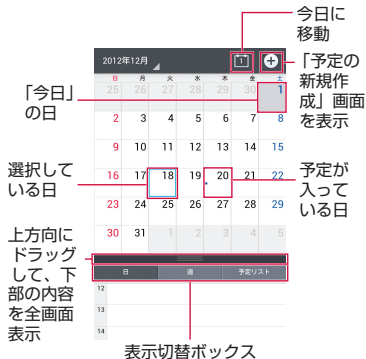 今日に
移動
2012年12月
1
「予定の
新規作
成」画面
を表示
「今日」
の日
日 月 火 水 木 金 土
25 26 27 28 29 30 1
2 3 4 5 6 7 8
9 10 11 12 13 14 15
選択して
いる日
16 17 18 19 20 21 22
予定が
入って
いる日
23 24 25 26 27 28 29
30 31 1 2 3 4 5
上方向に
ドラッグ
して、下
部の内容
を全画面
表示
日 週 予定リスト
12
13
14
表示切替ボックス